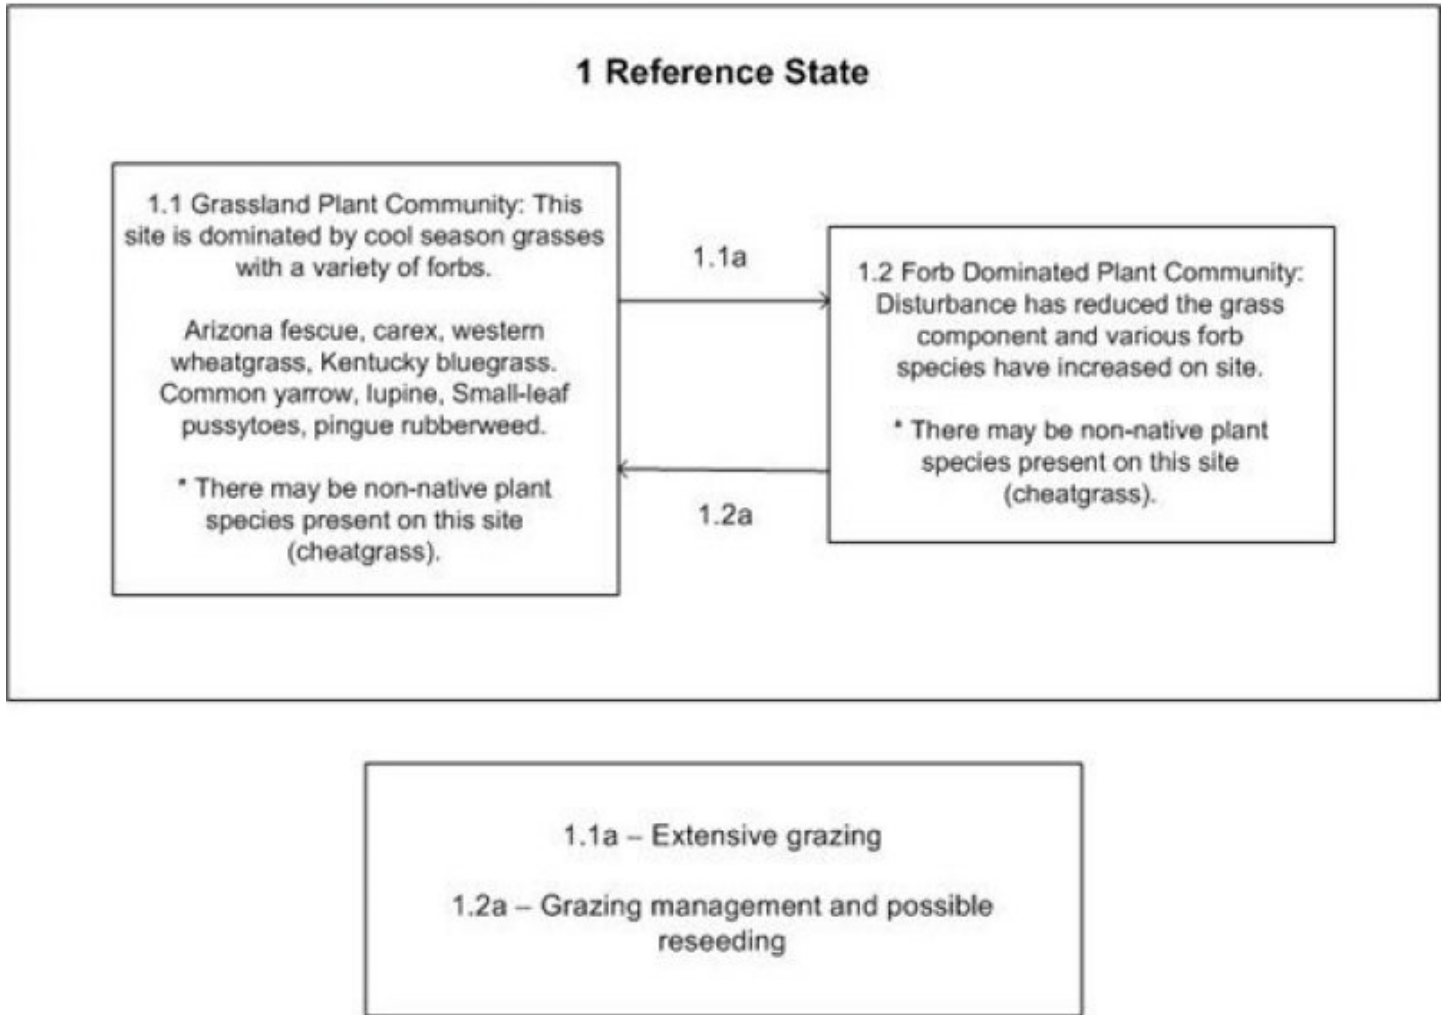 1 Reference State
1.1 Grassland Plant Community: This
site is dominated by cool season grasses
with a variety of forbs.
Arizona fescue, carex, western
wheatgrass, Kentucky bluegrass.
Common yarrow, lupine, Small-leaf
pussytoes, pingue rubberweed.
* There may be non-native plant
species present on this site
(cheatgrass).
1.1a
1.2a
1.2 Forb Dominated Plant Community:
Disturbance has reduced the grass
component and various forb
species have increased on site.
* There may be non-native plant
species present on this site
(cheatgrass).
1.1a – Extensive grazing
1.2a – Grazing management and possible
reseeding